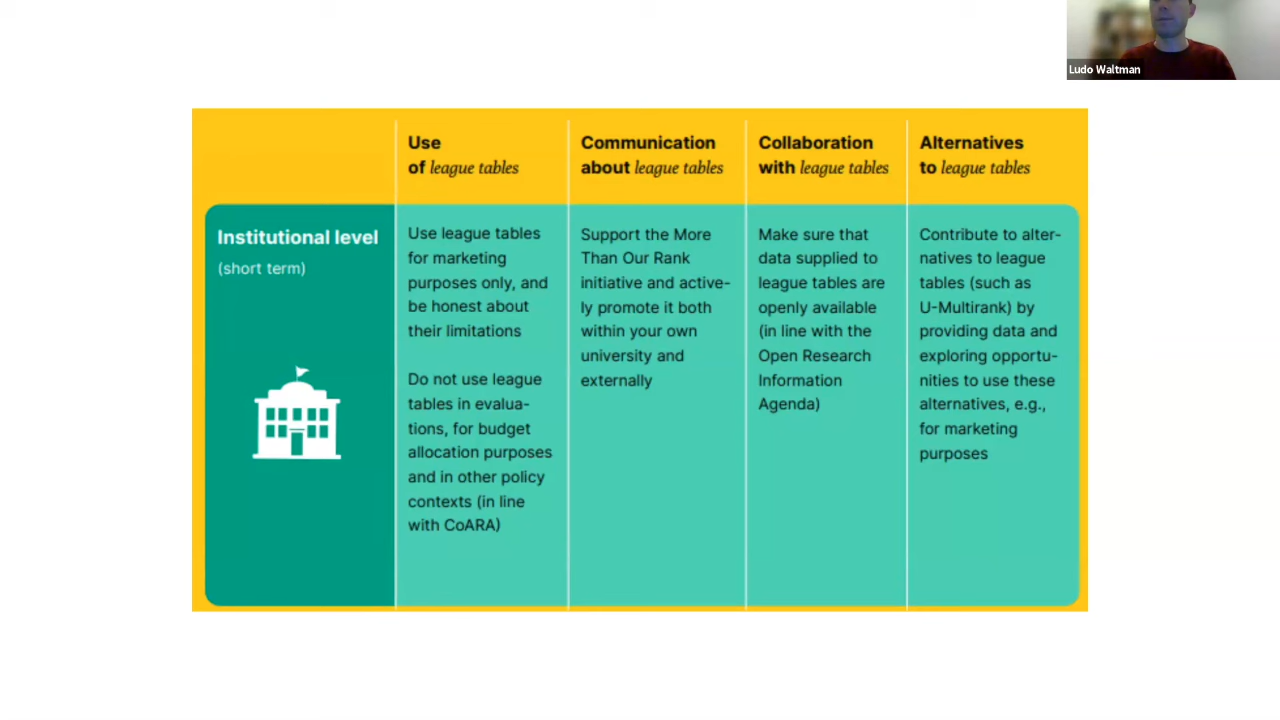 Ludo Waltman
Use
of league tables
Communication
about league tables
Collaboration
with league tables
Alternatives
to league tables
Institutional level
(short term)
Use league tables
for marketing
purposes only, and
be honest about
their limitations
Do not use league
tables in evalua-
tions, for budget
allocation purposes
and in other policy
contexts (in line
with CoARA)
Support the More
Than Our Rank
initiative and active-
ly promote it both
within your own
university and
externally
Make sure that
data supplied to
league tables are
openly available
(in line with the
Open Research
Information
Agenda)
Contribute to alter-
natives to league
tables (such as
U-Multirank) by
providing data and
exploring opportu-
nities to use these
alternatives, e.g.,
for marketing
purposes